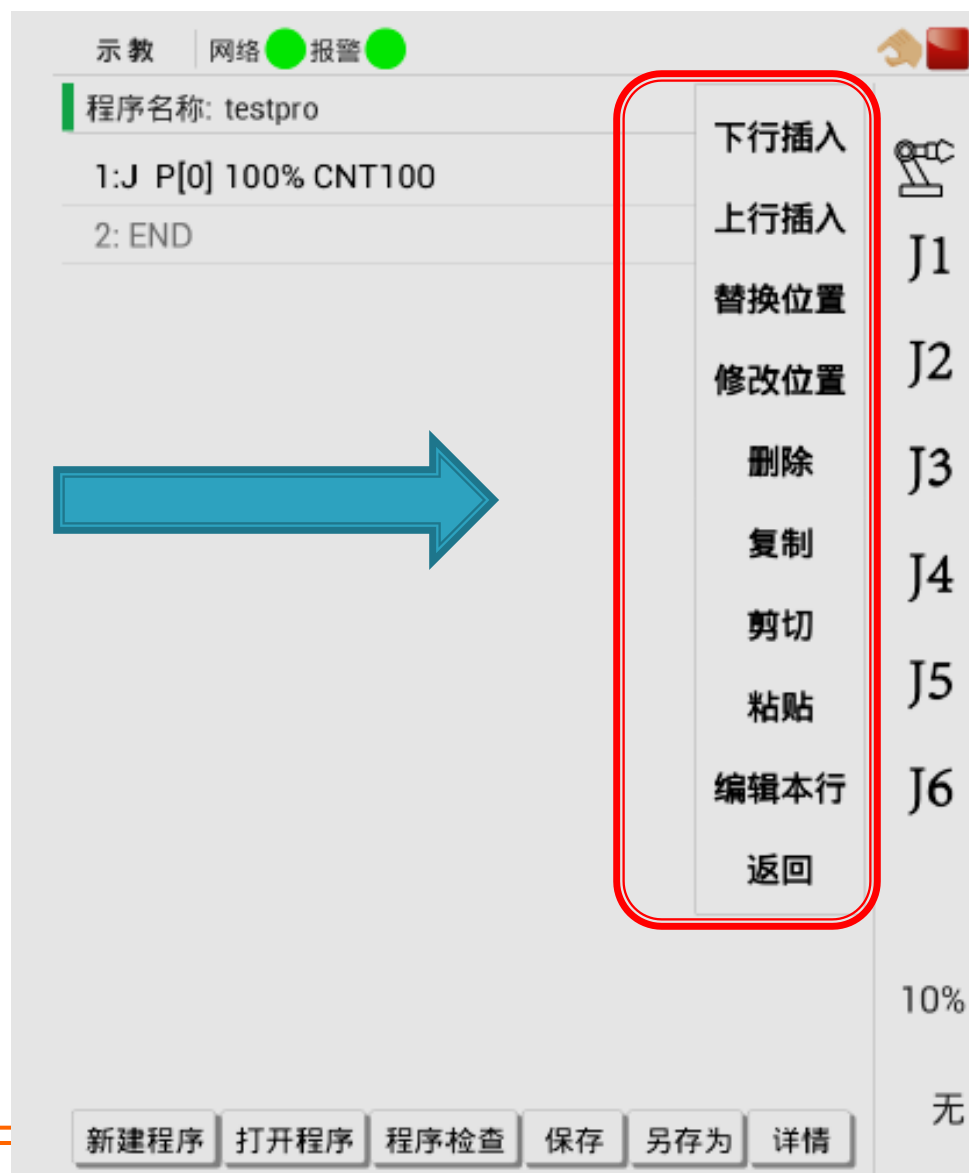 示教 网络 报警
程序名称: testpro
1:J P[0] 100% CNT100
2: END
下行插入
上行插入
替换位置
修改位置
删除
复制
剪切
粘贴
编辑本行
返回
J1
J2
J3
J4
J5
J6
10%
无
新建程序 打开程序 程序检查 保存 另存为 详情